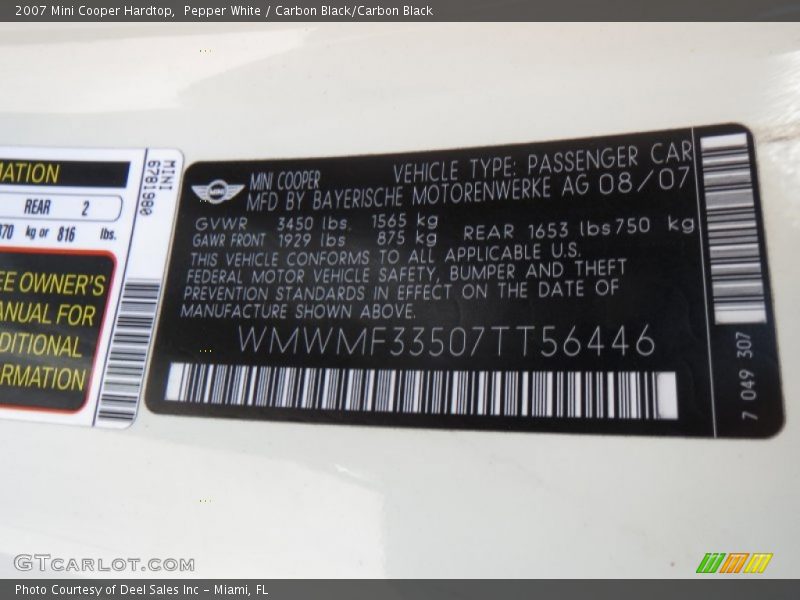 2007 Mini Cooper Hardtop,  Pepper White / Carbon Black/Carbon Black
MATION
REAR 2
370 kg or 816 lbs.
EE OWNER'S
ANUAL FOR
DDITIONAL
ORMATION
MINI
6781980
MINI
MINI COOPER VEHICLE TYPE: PASSENGER CAR
MFD BY BAYERISCHE MOTORENWERKE AG 08/07
GVWR 3450 lbs. 1565 kg
GAWR FRONT 1929 lbs 875 kg REAR 1653 lbs 750 kg
THIS VEHICLE CONFORMS TO ALL APPLICABLE U.S.
FEDERAL MOTOR VEHICLE SAFETY, BUMPER AND THEFT
PREVENTION STANDARDS IN EFFECT ON THE DATE OF
MANUFACTURE SHOWN ABOVE.
WMWMF33507TT56446
7 049 307
GTCARLOT.COM
Photo Courtesy of Deel Sales Inc – Miami, FL